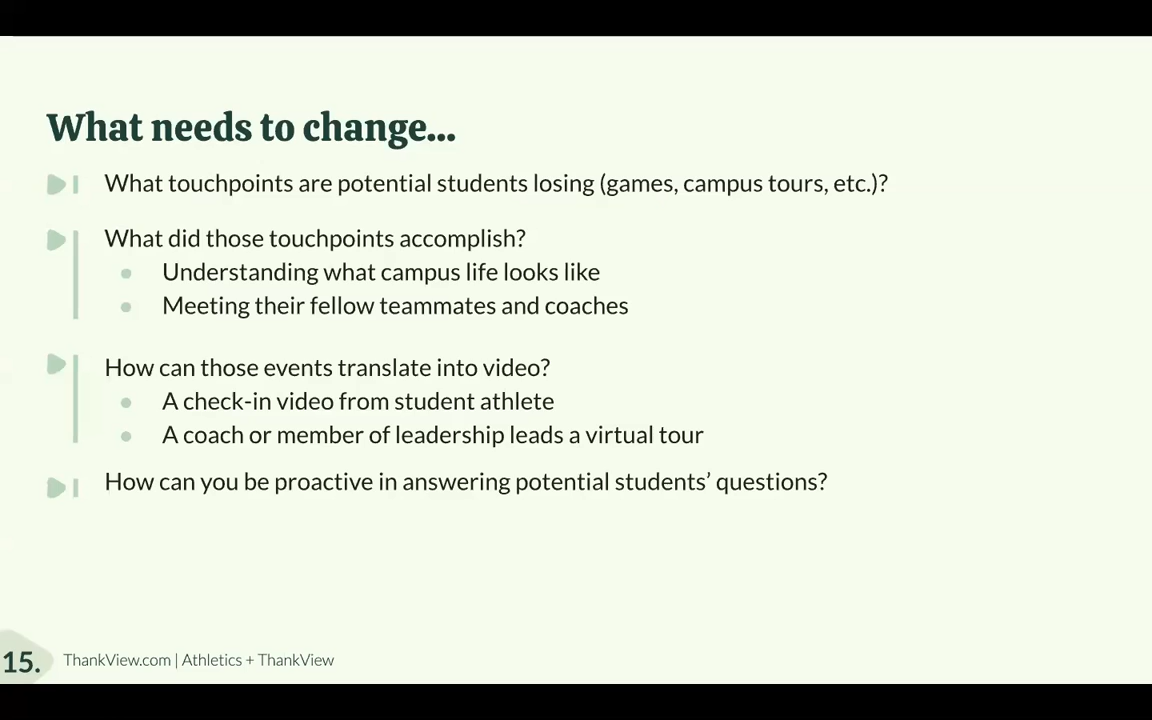 What needs to change...
What touchpoints are potential students losing (games, campus tours, etc.)?
What did those touchpoints accomplish?
Understanding what campus life looks like
Meeting their fellow teammates and coaches
How can those events translate into video?
A check-in video from student athlete
A coach or member of leadership leads a virtual tour
How can you be proactive in answering potential students’ questions?
15.
ThankView.com | Athletics + ThankView